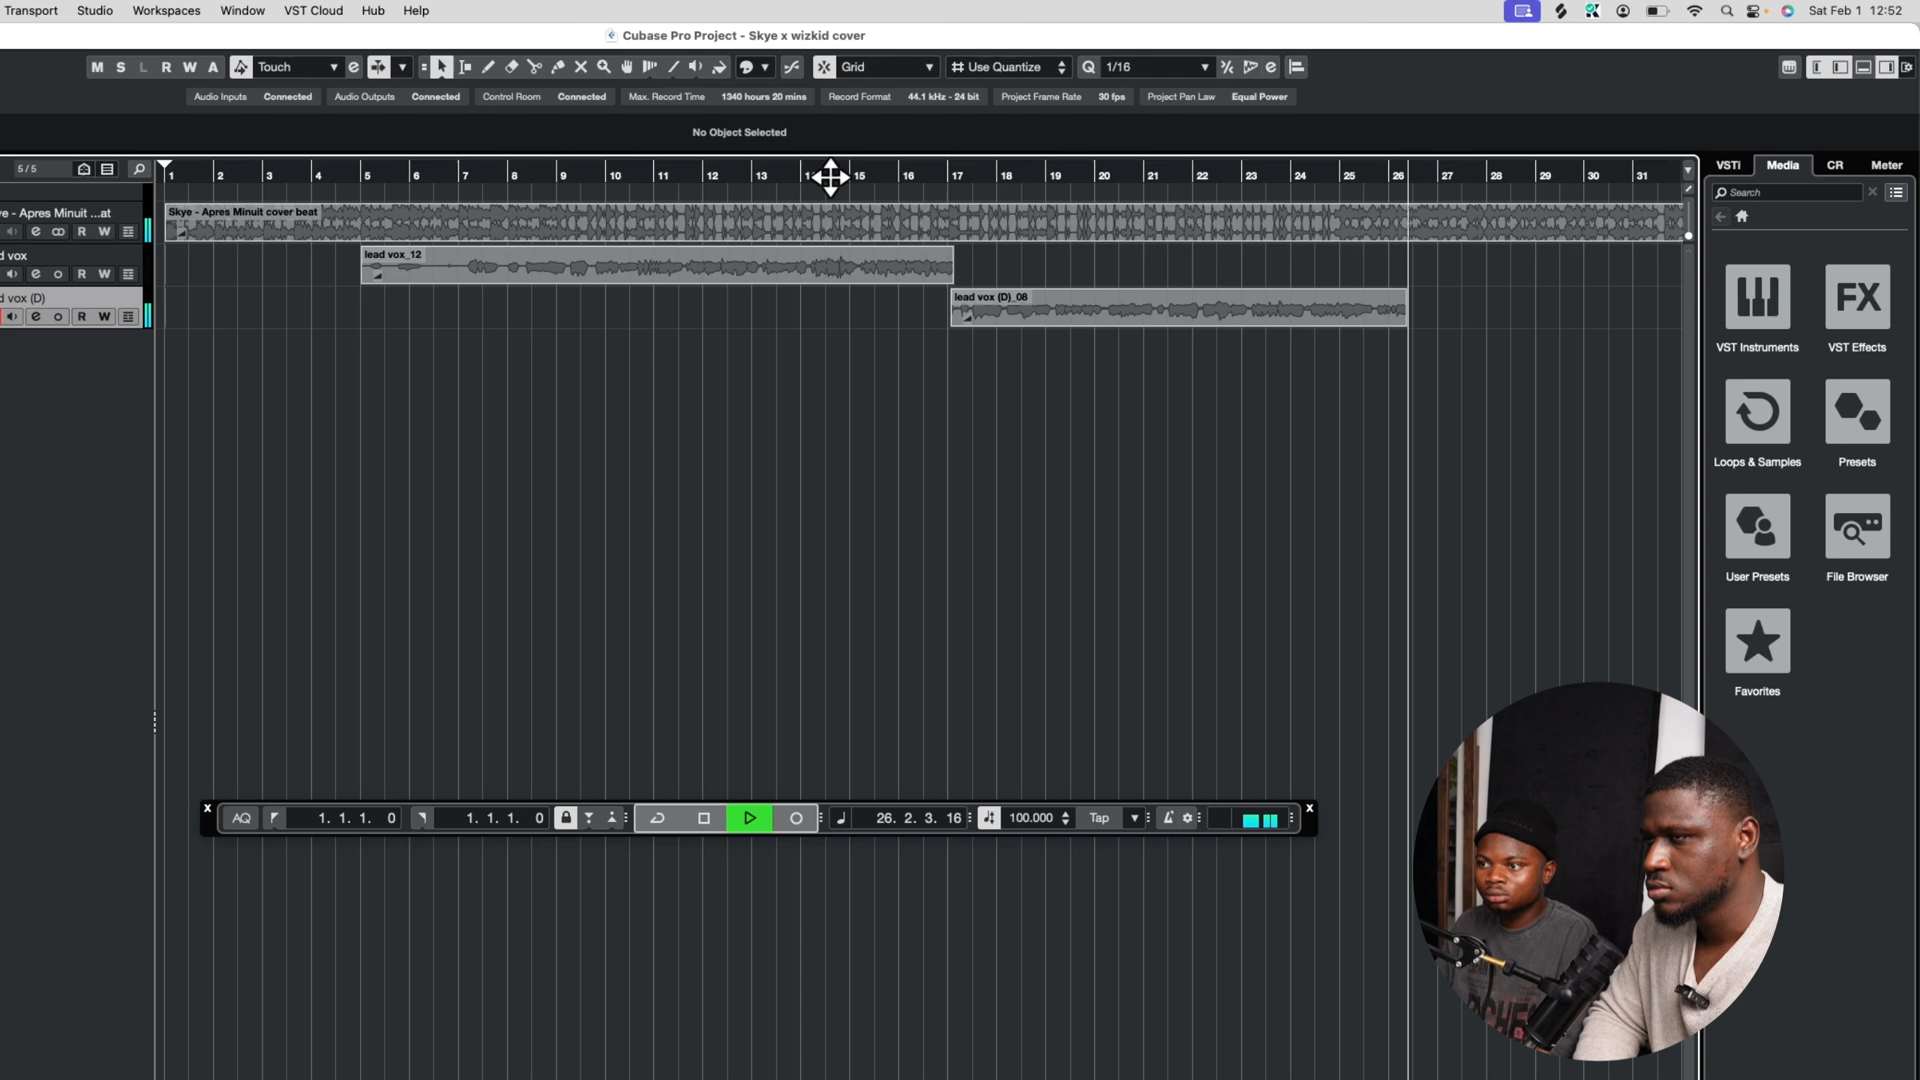 Transport Studio Workspaces Window VST Cloud Hub Help Sat Feb 1 12:52
Cubase Pro Project - Skye x wizkid cover
M S L R W A Touch e Grid # Use Quantize Q 1/16 e
Audio Inputs Connected Audio Outputs Connected Control Room Connected Max. Record Time 1340 hours 20 mins Record Format 44.1 kHz - 24 bit Project Frame Rate 30 fps Project Pan Law Equal Power
No Object Selected
5/5 1 2 3 4 5 6 7 8 9 10 11 12 13 15 16 17 18 19 20 21 22 23 24 25 26 27 28 29 30 31
VSTi Media CR Meter
Search
e - Apres Minuit ...at
e R W
Skye - Apres Minuit cover beat
d vox
e R W
lead vox_12
d vox (D)
e R W
lead vox (D)_08
FX
VST Instruments VST Effects
Loops & Samples Presets
User Presets File Browser
Favorites
x AQ 1. 1. 1. 0 1. 1. 1. 0 26. 2. 3. 16 100.000 Tap x